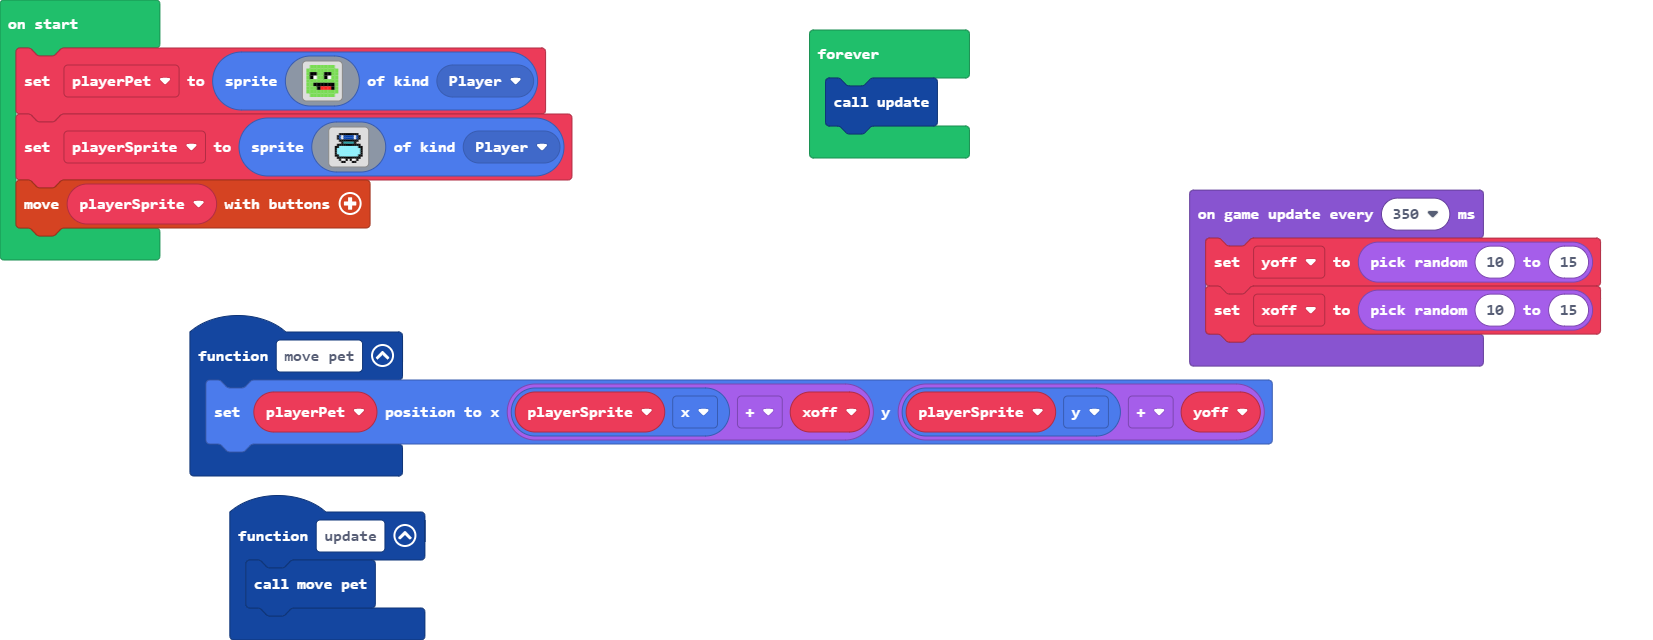 on start
set playerPet to sprite of kind Player
set playerSprite to sprite of kind Player
move playerSprite with buttons
forever
call update
on game update every 350 ms
set yoff to pick random 10 to 15
set xoff to pick random 10 to 15
function move pet
set playerPet position to x playerSprite x + xoff y playerSprite y + yoff
function update
call move pet